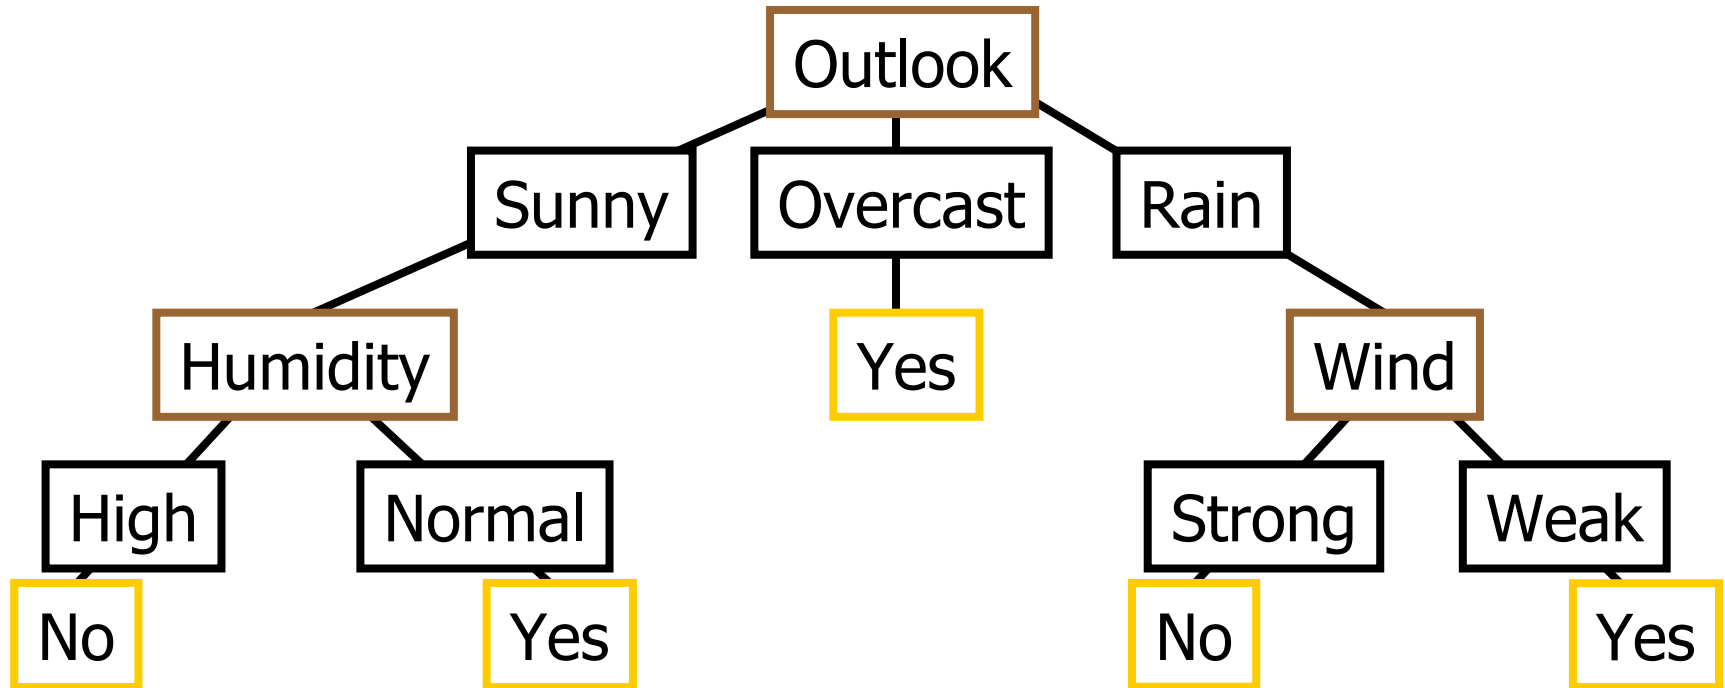 Outlook
Sunny Overcast Rain
Humidity Yes Wind
High Normal Strong Weak
No Yes No Yes